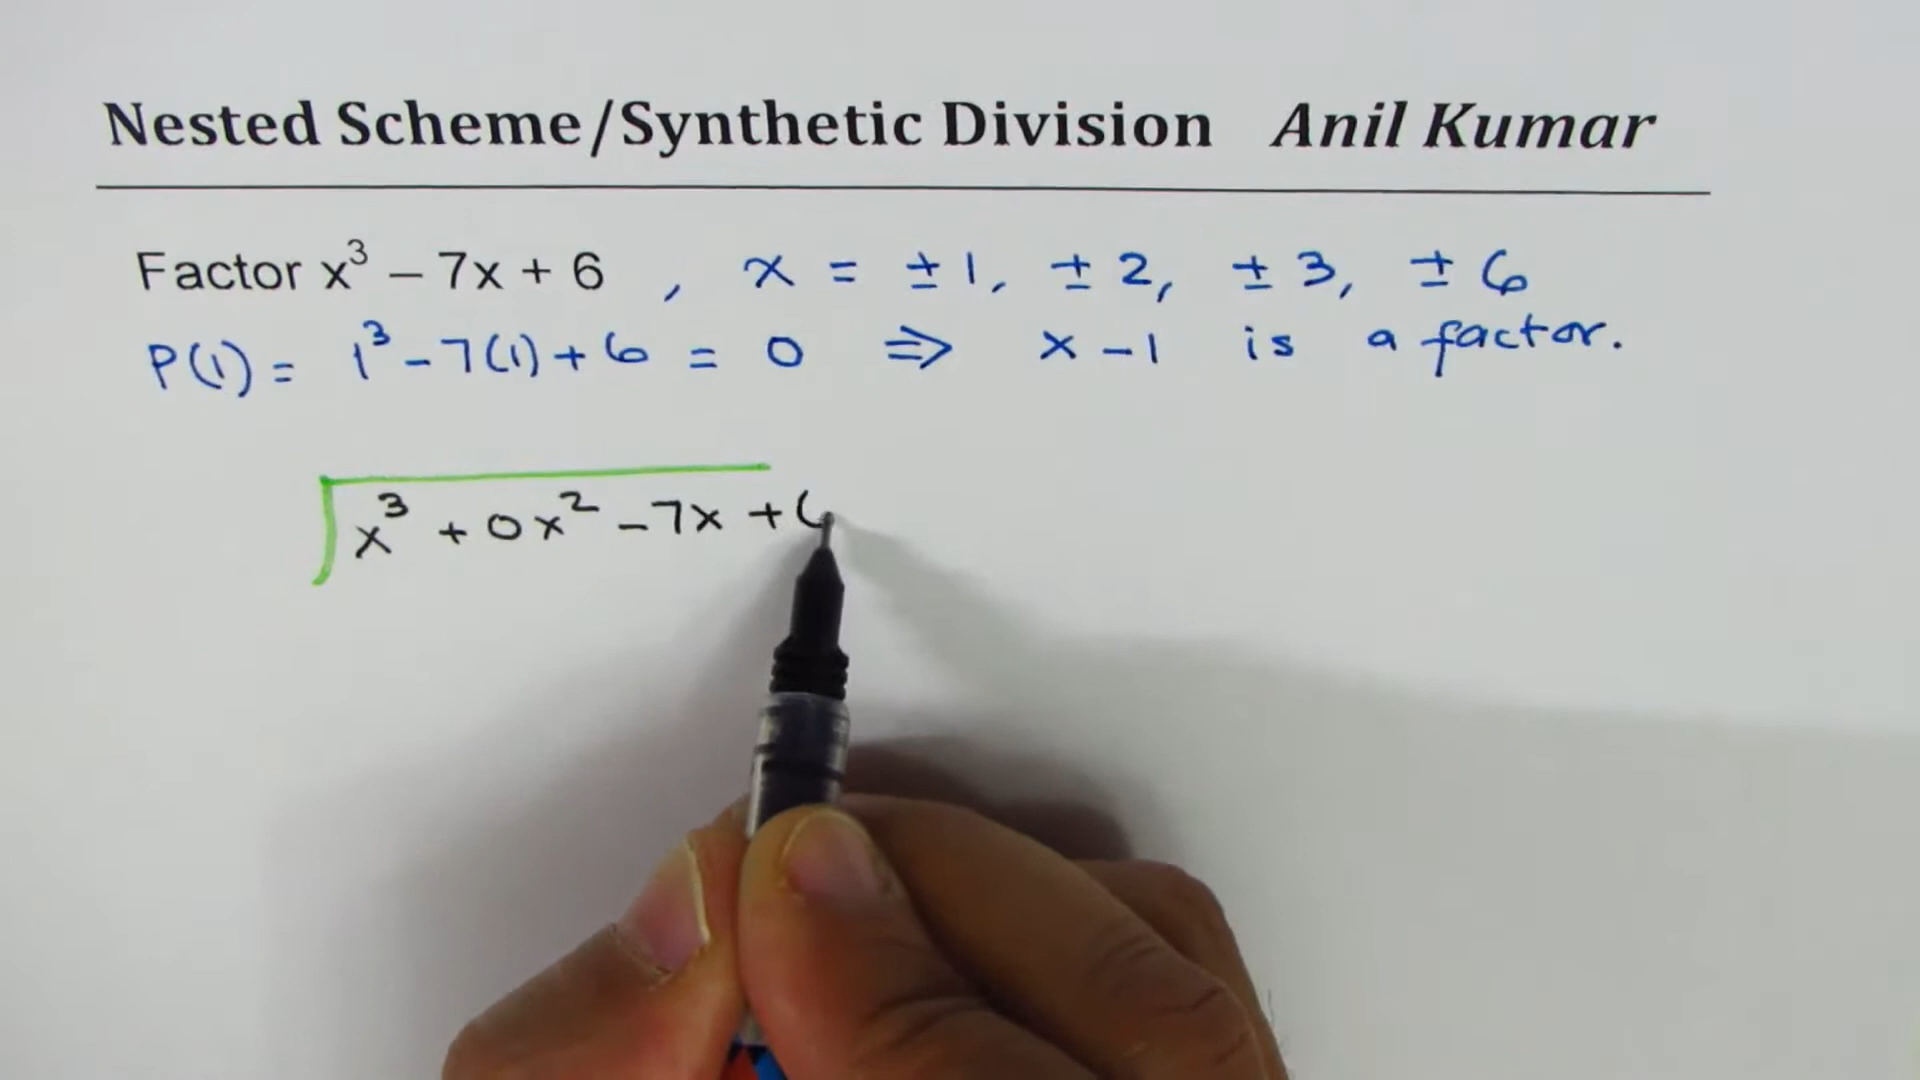 Nested Scheme/Synthetic Division Anil Kumar
Factor x³ – 7x + 6 , x = ±1, ±2, ±3, ±6
P(1) = 1³ - 7(1) + 6 = 0 ⇒ x - 1 is a factor.
x³ + 0x² - 7x + 6